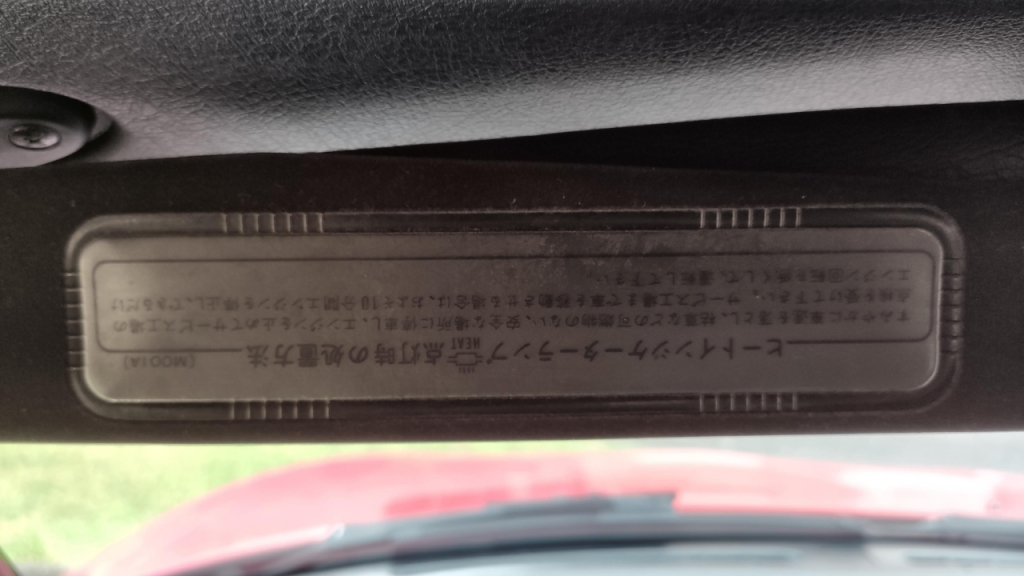 ヒートインジケーターランプ HEAT 点灯時の処置方法 (M001A)
すみやかに車速を落とし、枯草などの可燃物のない、安全な場所に停車し、エンジンを止めてサービス工場の
点検を受けて下さい。サービス工場まで車を移動させる場合は、およそ10分間エンジンを停止し、できるだけ
エンジン回転を低くして、運転して下さい。